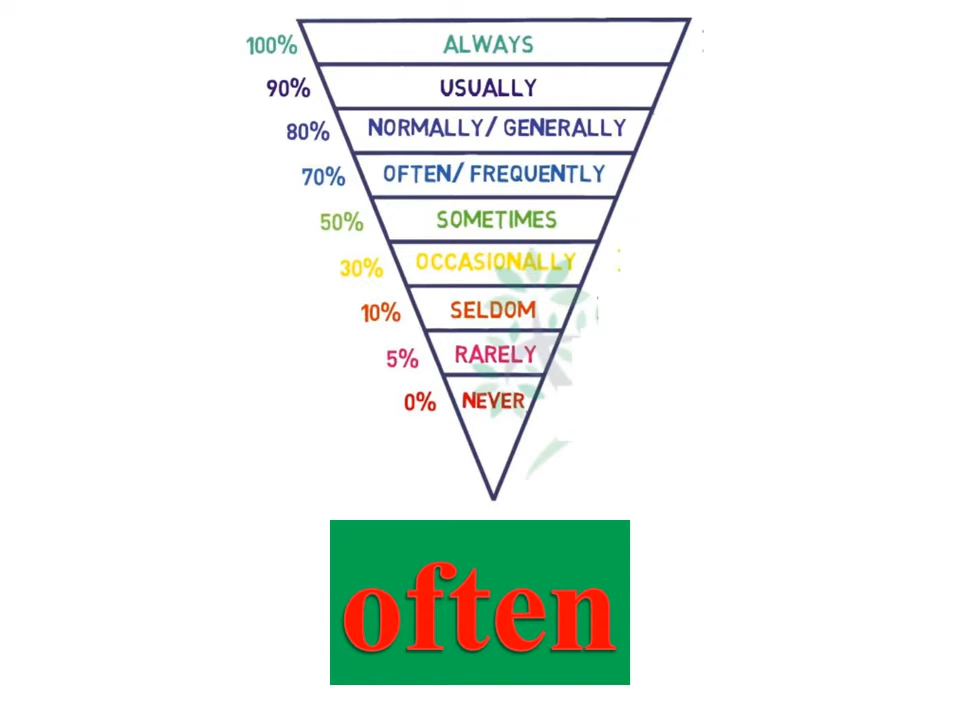 100% ALWAYS
90% USUALLY
80% NORMALLY/ GENERALLY
70% OFTEN/ FREQUENTLY
50% SOMETIMES
30% OCCASIONALLY
10% SELDOM
5% RARELY
0% NEVER
often